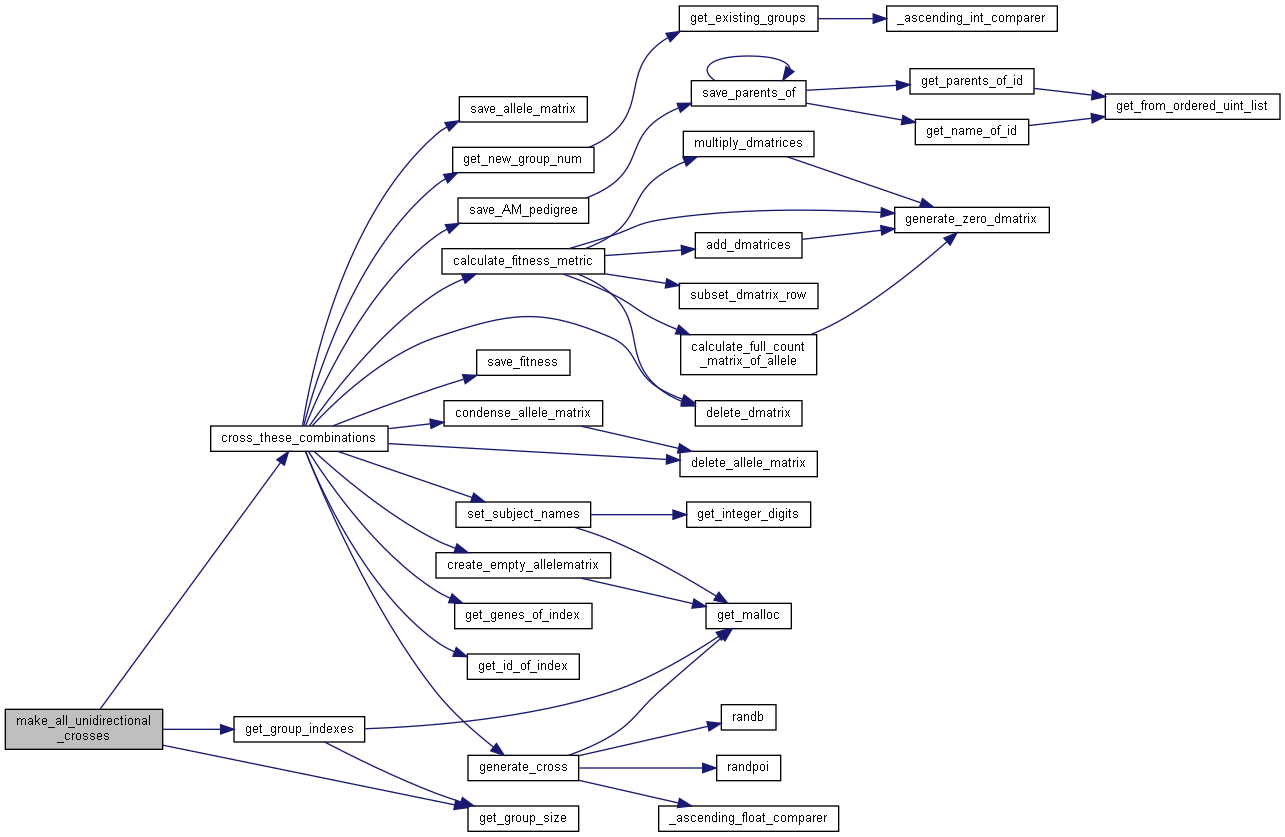 get_existing_groups
_ascending_int_comparer
save_parents_of
get_parents_of_id
get_from_ordered_uint_list
get_name_of_id
save_allele_matrix
get_new_group_num
multiply_dmatrices
save_AM_pedigree
generate_zero_dmatrix
add_dmatrices
calculate_fitness_metric
subset_dmatrix_row
calculate_full_count
_matrix_of_allele
save_fitness
delete_dmatrix
condense_allele_matrix
cross_these_combinations
delete_allele_matrix
set_subject_names
get_integer_digits
create_empty_allelematrix
get_genes_of_index
get_malloc
get_id_of_index
make_all_unidirectional
_crosses
get_group_indexes
randb
generate_cross
randpoi
get_group_size
_ascending_float_comparer